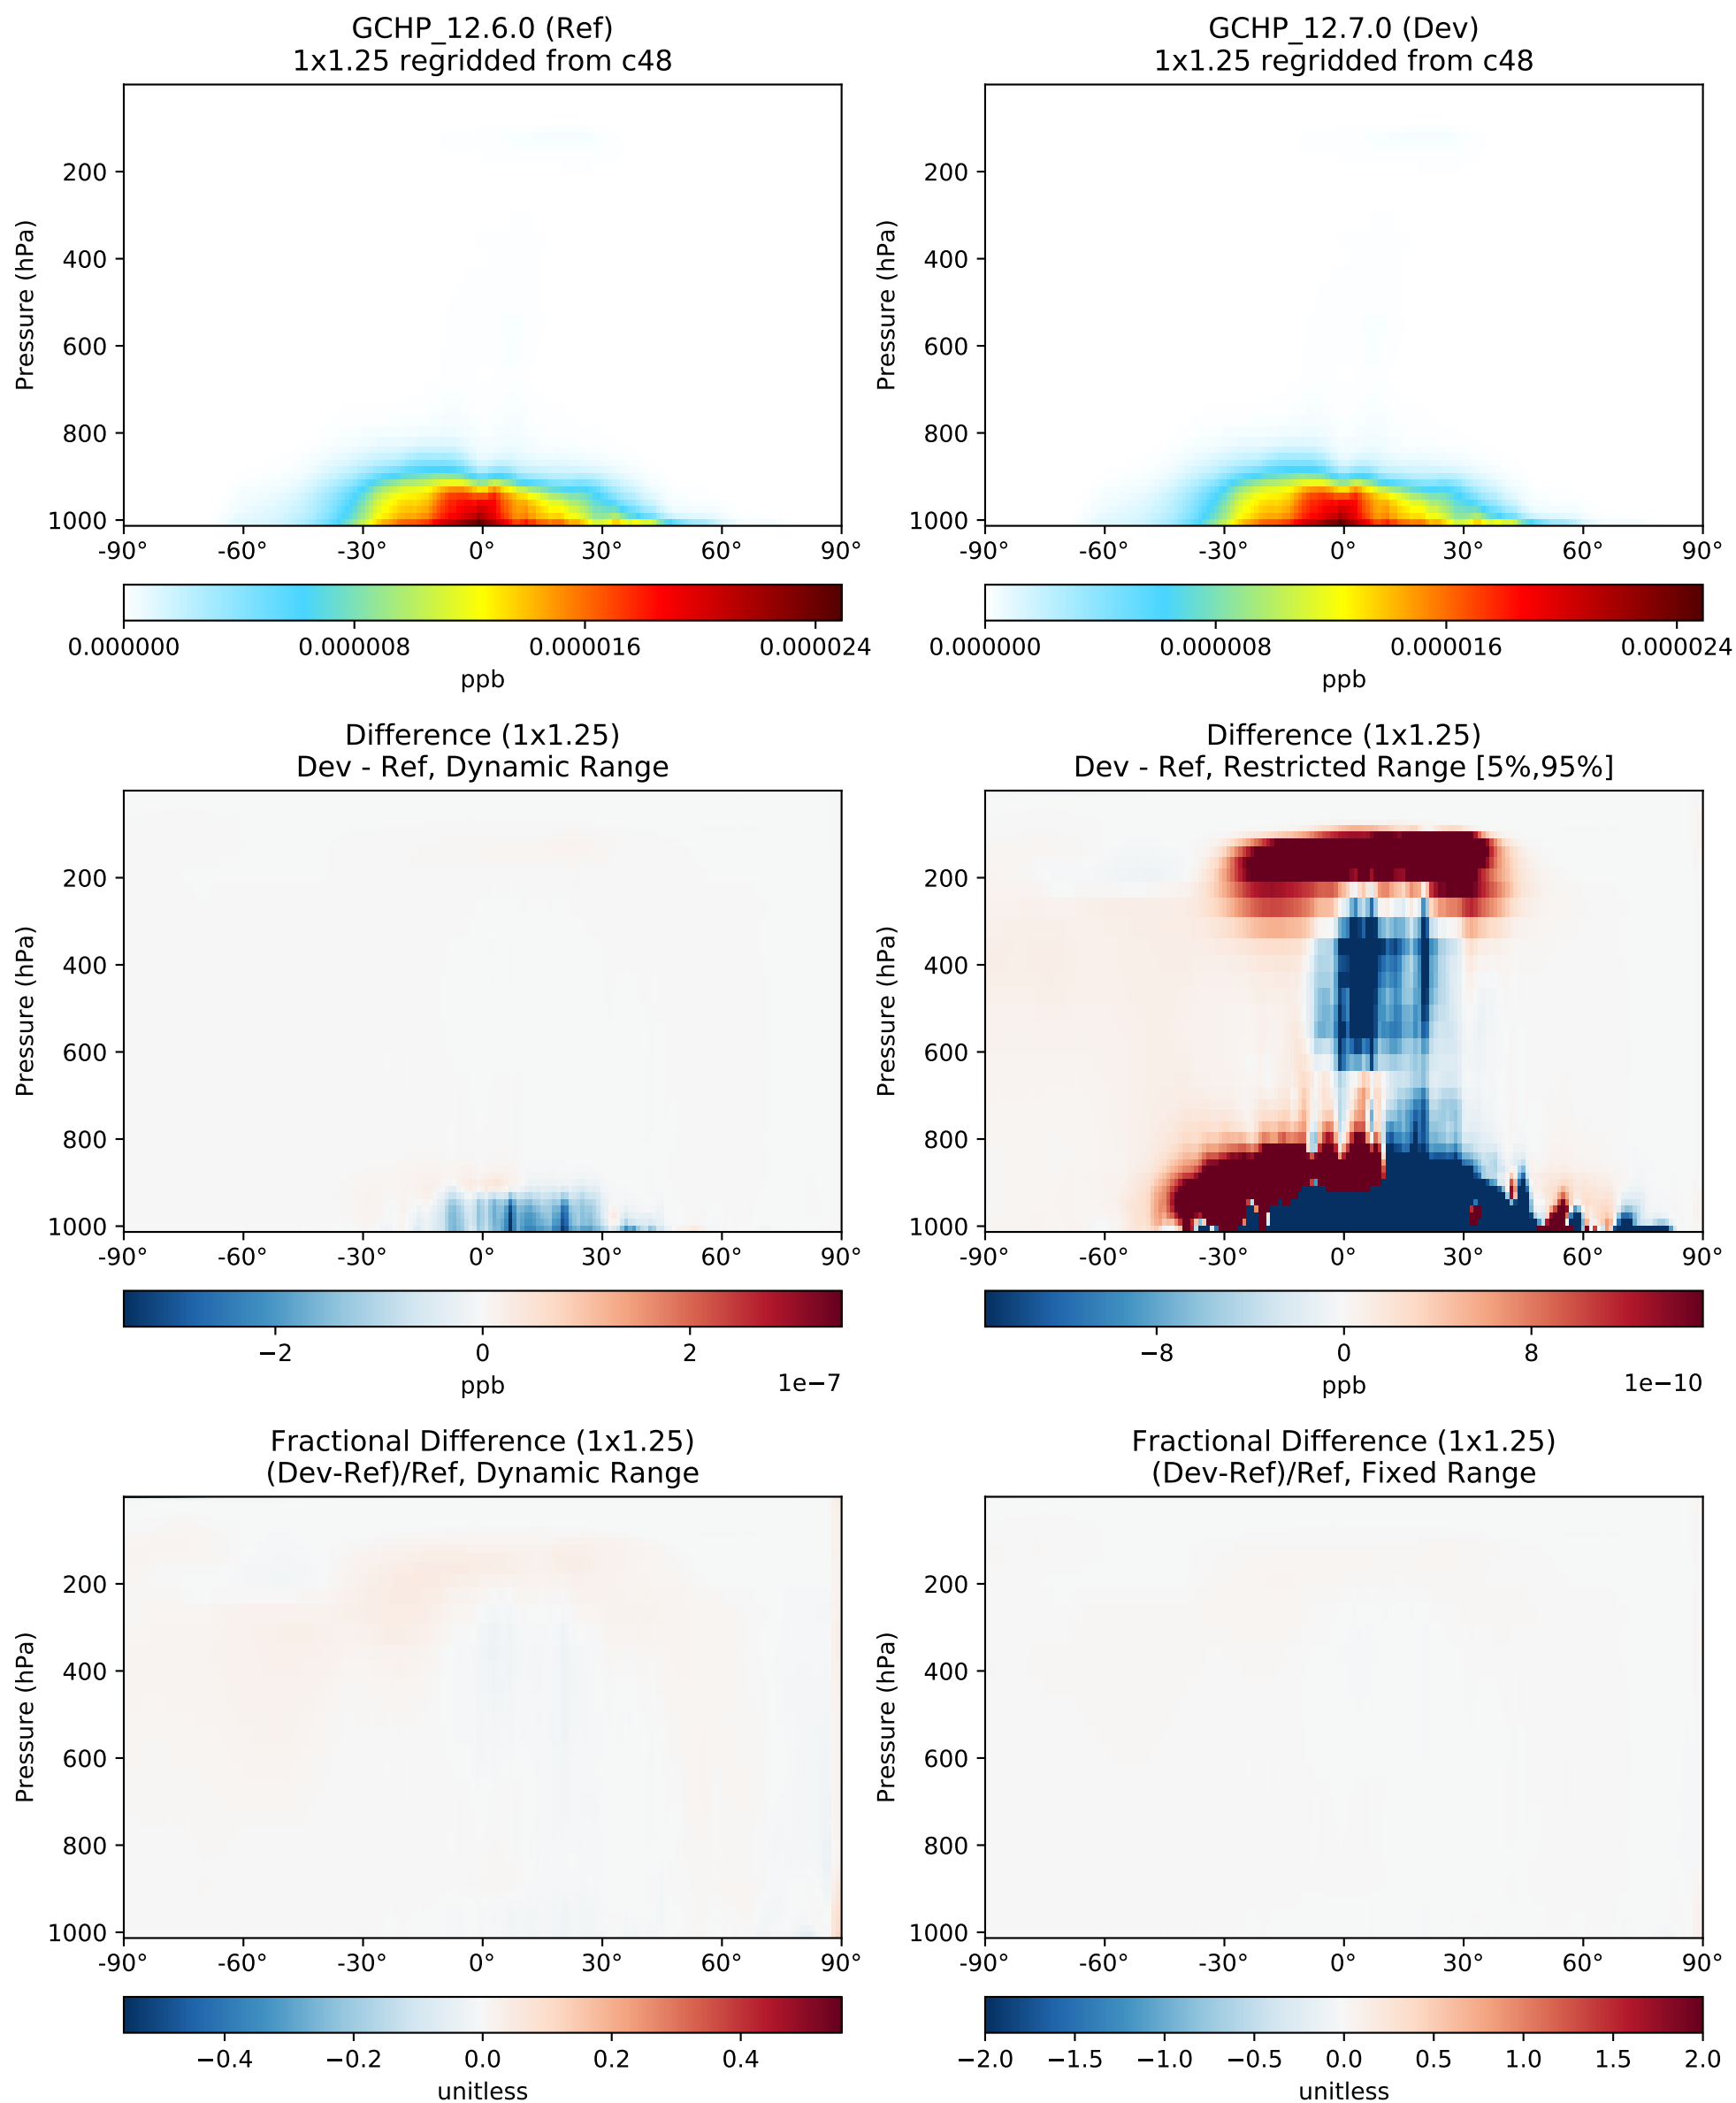 GCHP_12.6.0 (Ref)
1x1.25 regridded from c48
Pressure (hPa)
200
400
600
800
1000
-90° -60° -30° 0° 30° 60° 90°
0.000000 0.000008 0.000016 0.000024
ppb
GCHP_12.7.0 (Dev)
1x1.25 regridded from c48
Pressure (hPa)
200
400
600
800
1000
-90° -60° -30° 0° 30° 60° 90°
0.000000 0.000008 0.000016 0.000024
ppb
Difference (1x1.25)
Dev - Ref, Dynamic Range
Pressure (hPa)
200
400
600
800
1000
-90° -60° -30° 0° 30° 60° 90°
−2 0 2
ppb
1e−7
Difference (1x1.25)
Dev - Ref, Restricted Range [5%,95%]
Pressure (hPa)
200
400
600
800
1000
-90° -60° -30° 0° 30° 60° 90°
−8 0 8
ppb
1e−10
Fractional Difference (1x1.25)
(Dev-Ref)/Ref, Dynamic Range
Pressure (hPa)
200
400
600
800
1000
-90° -60° -30° 0° 30° 60° 90°
−0.4 −0.2 0.0 0.2 0.4
unitless
Fractional Difference (1x1.25)
(Dev-Ref)/Ref, Fixed Range
Pressure (hPa)
200
400
600
800
1000
-90° -60° -30° 0° 30° 60° 90°
−2.0 −1.5 −1.0 −0.5 0.0 0.5 1.0 1.5 2.0
unitless